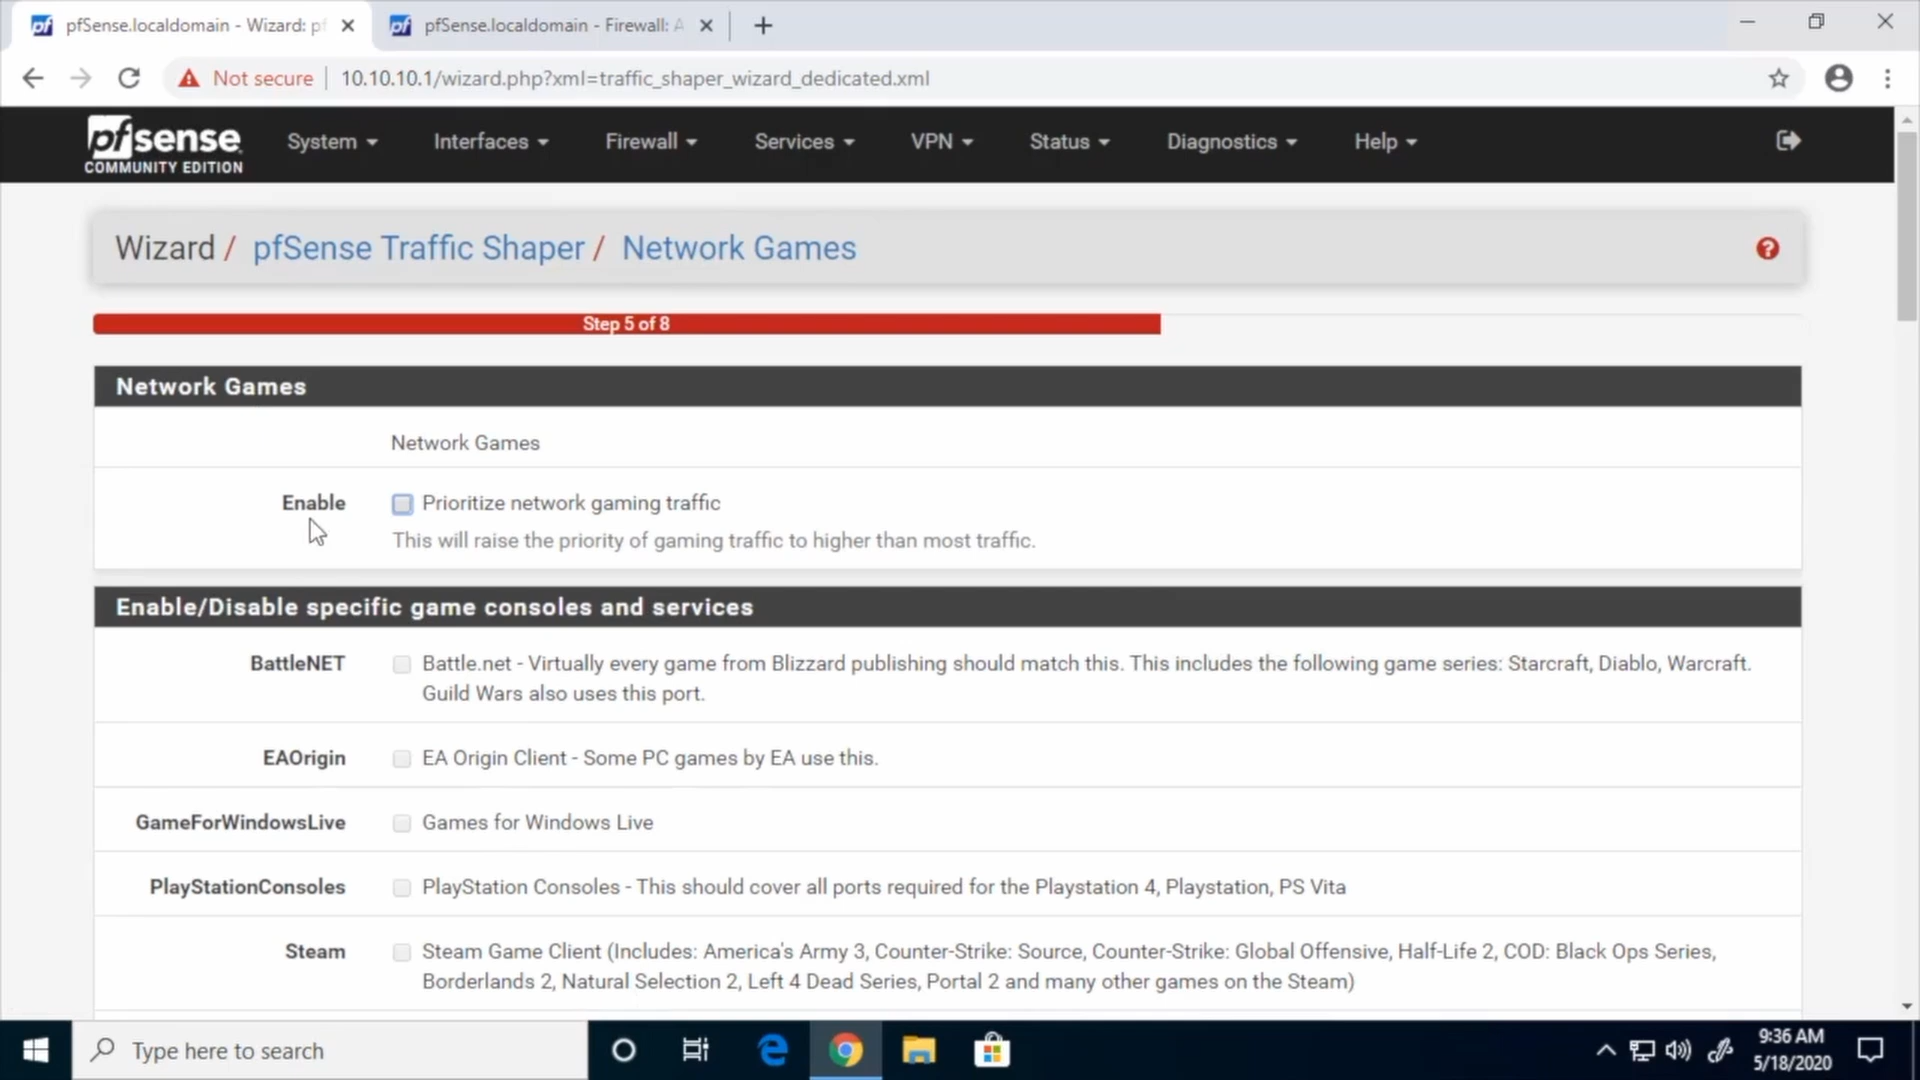 pfSense.localdomain - Wizard: pf
pfSense.localdomain - Firewall: A
Not secure
10.10.10.1/wizard.php?xml=traffic_shaper_wizard_dedicated.xml
pfsense
COMMUNITY EDITION
System
Interfaces
Firewall
Services
VPN
Status
Diagnostics
Help
Wizard / pfSense Traffic Shaper / Network Games
Step 5 of 8
Network Games
Network Games
Enable
Prioritize network gaming traffic
This will raise the priority of gaming traffic to higher than most traffic.
Enable/Disable specific game consoles and services
BattleNET
Battle.net - Virtually every game from Blizzard publishing should match this. This includes the following game series: Starcraft, Diablo, Warcraft.
Guild Wars also uses this port.
EAOrigin
EA Origin Client - Some PC games by EA use this.
GameForWindowsLive
Games for Windows Live
PlayStationConsoles
PlayStation Consoles - This should cover all ports required for the Playstation 4, Playstation, PS Vita
Steam
Steam Game Client (Includes: America's Army 3, Counter-Strike: Source, Counter-Strike: Global Offensive, Half-Life 2, COD: Black Ops Series,
Borderlands 2, Natural Selection 2, Left 4 Dead Series, Portal 2 and many other games on the Steam)
Type here to search
9:36 AM
5/18/2020